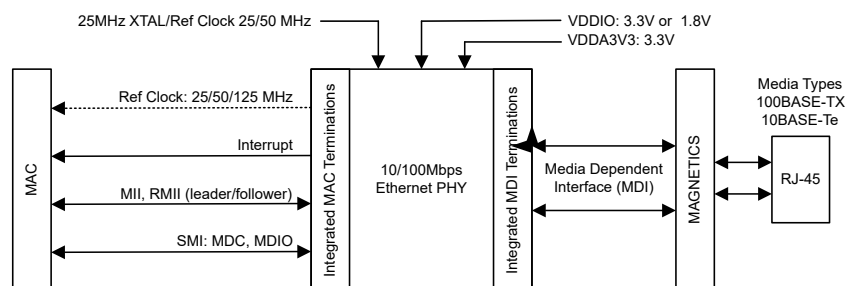 25MHz XTAL/Ref Clock 25/50 MHz
VDDIO: 3.3V or 1.8V
VDDA3V3: 3.3V
MAC
Ref Clock: 25/50/125 MHz
Interrupt
MII, RMII (leader/follower)
SMI: MDC, MDIO
Integrated MAC Terminations
10/100Mbps
Ethernet PHY
Integrated MDI Terminations
Media Dependent
Interface (MDI)
MAGNETICS
Media Types
100BASE-TX
10BASE-Te
RJ-45